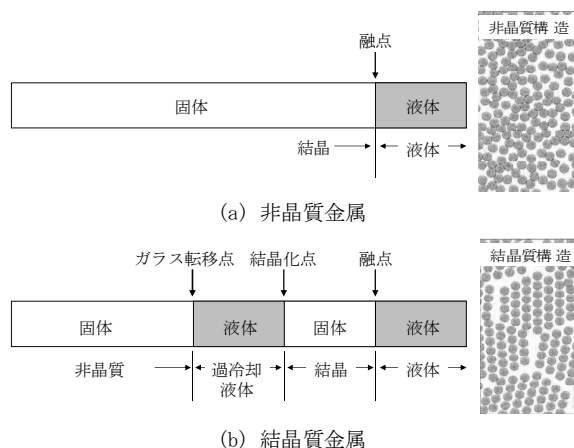 非晶質構造
融点
固体
液体
結晶
液体
(a) 非晶質金属
結晶質構造
ガラス転移点
結晶化点
融点
固体
液体
固体
液体
非晶質
過冷却
液体
結晶
液体
(b) 結晶質金属